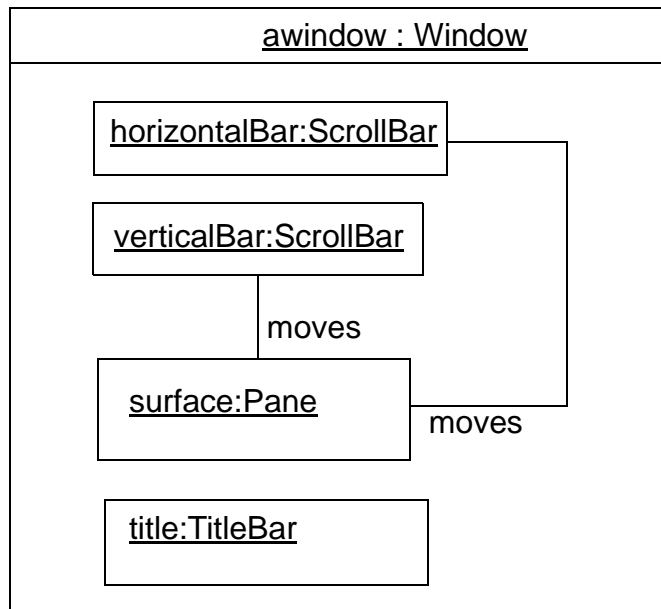 awindow : Window
horizontalBar:ScrollBar
verticalBar:ScrollBar
moves
surface:Pane
moves
title:TitleBar